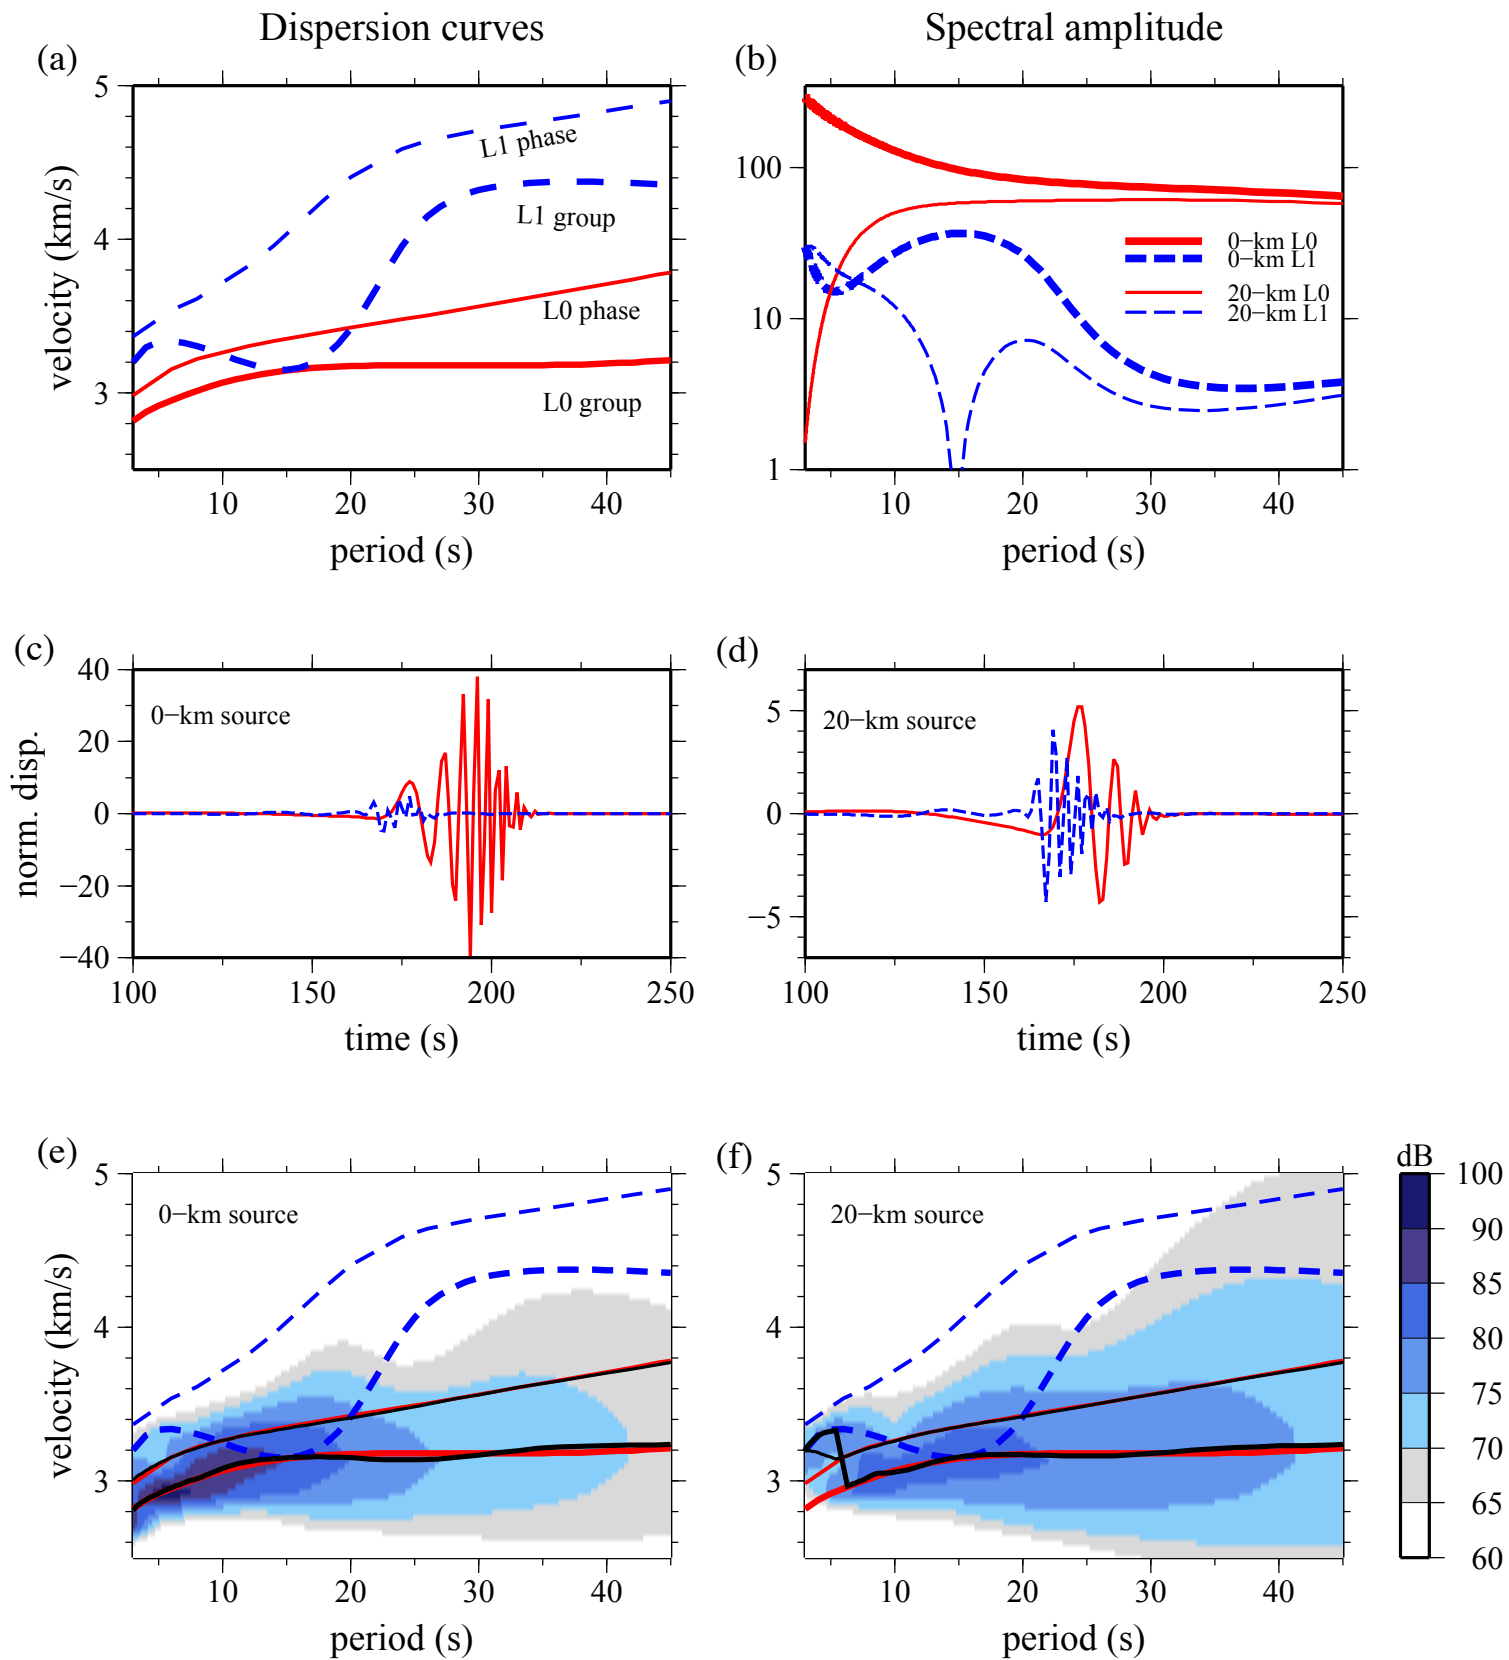 Dispersion curves
Spectral amplitude
(a)
(b)
5
4
3
velocity (km/s)
L1 phase
L1 group
L0 phase
L0 group
10 20 30 40
period (s)
100
10
1
0−km L0
0−km L1
20−km L0
20−km L1
10 20 30 40
period (s)
(c)
(d)
40
20
0
−20
−40
norm. disp.
0−km source
100 150 200 250
time (s)
5
0
−5
20−km source
100 150 200 250
time (s)
(e)
(f)
5
4
3
velocity (km/s)
0−km source
10 20 30 40
period (s)
20−km source
10 20 30 40
period (s)
dB
100
90
85
80
75
70
65
60